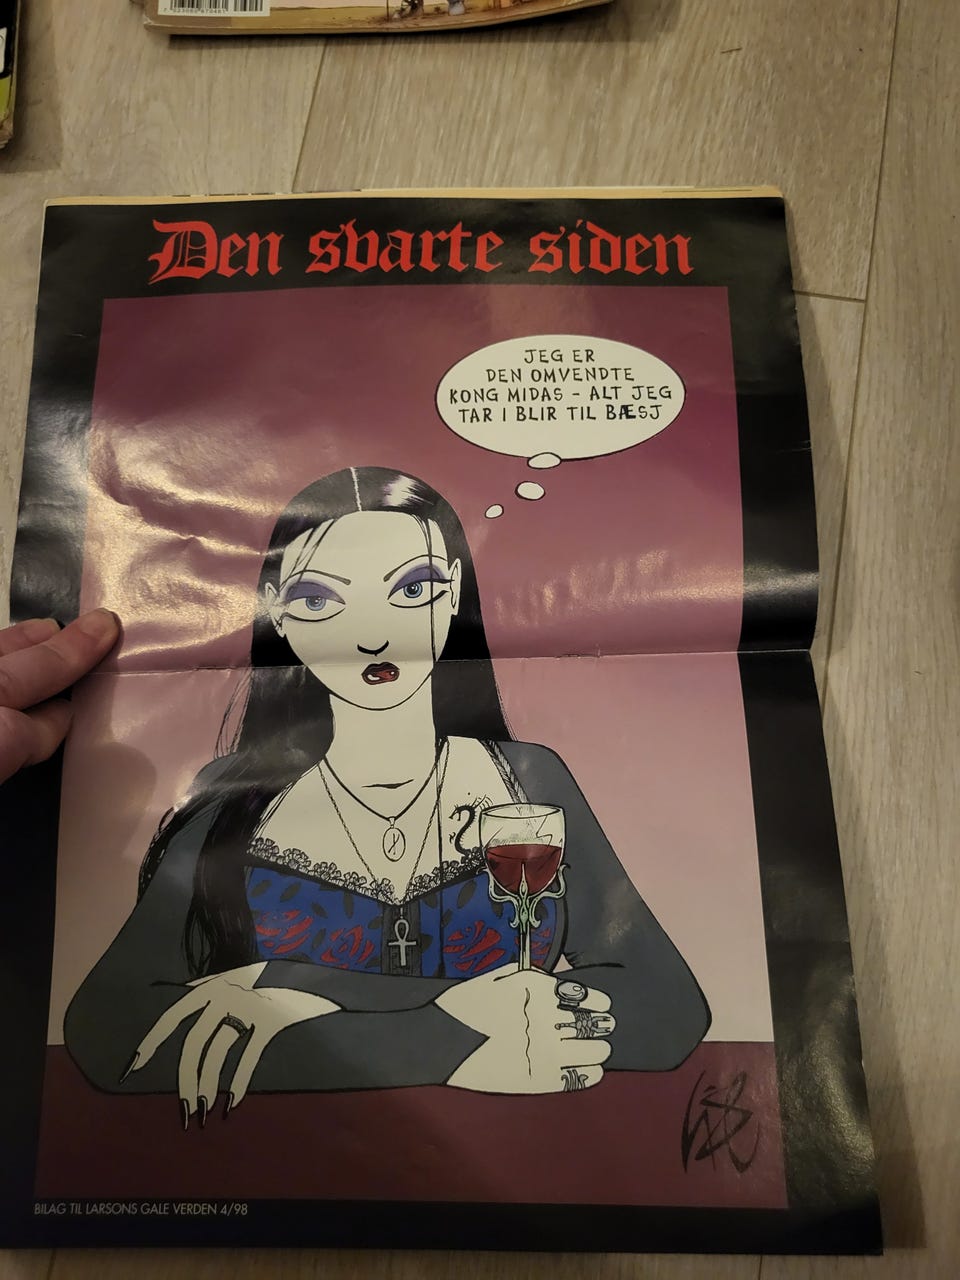 Den svarte siden
JEG ER
DEN OMVENDTE
KONG MIDAS - ALT JEG
TAR I BLIR TIL BÆSJ
BILAG TIL LARSONS GALE VERDEN 4/98